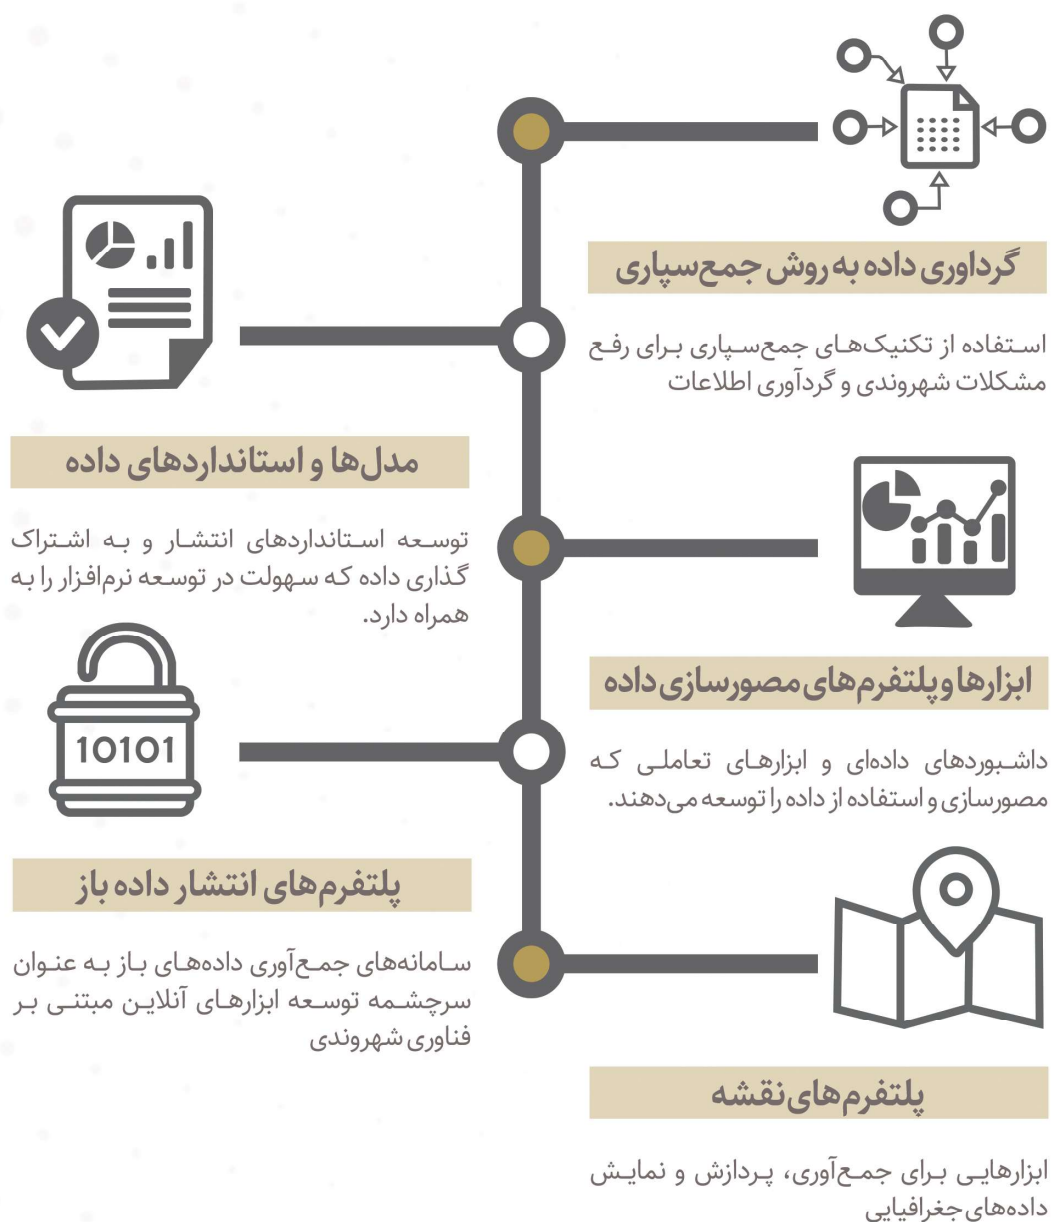 گرداوری داده به روش جمع‌سپاری
استفاده از تکنیک‌های جمع‌سپاری برای رفع
مشکلات شهروندی و گردآوری اطلاعات
مدل‌ها و استانداردهای داده
توسعه استانداردهای انتشار و به اشتراک
گذاری داده که سهولت در توسعه نرم‌افزار را به
همراه دارد.
ابزارها و پلتفرم‌های مصورسازی داده
داشبوردهای داده‌ای و ابزارهای تعاملی که
مصورسازی و استفاده از داده را توسعه می‌دهند.
10101
پلتفرم‌های انتشار داده باز
سامانه‌های جمع‌آوری داده‌های باز به عنوان
سرچشمه توسعه ابزارهای آنلاین مبتنی بر
فناوری شهروندی
پلتفرم‌های نقشه
ابزارهایی برای جمع‌آوری، پردازش و نمایش
داده‌های جغرافیایی